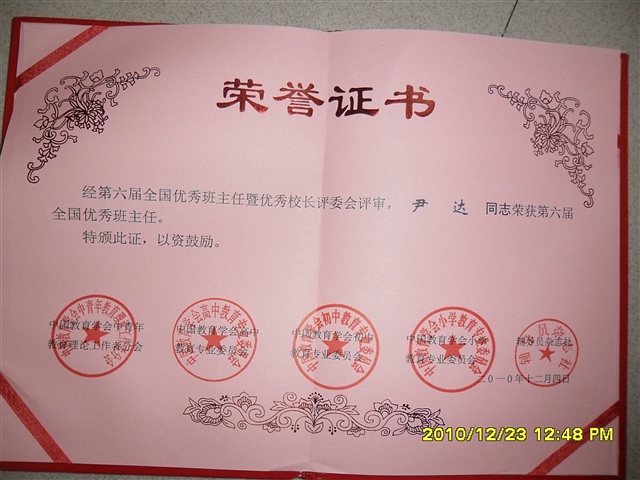 荣誉证书
经第六届全国优秀班主任暨优秀校长评委会评审, 尹 达 同志荣获第六届
全国优秀班主任。
特颁此证,以资鼓励。
中国教育学会中青年
教育理论工作者分会
中国教育学会高中
教育专业委员会
中国教育学会初中
教育专业委员会
中国教育学会小学
教育专业委员会
辅导员杂志社
二0一0年十二月四日
2010/12/23 12:48 PM